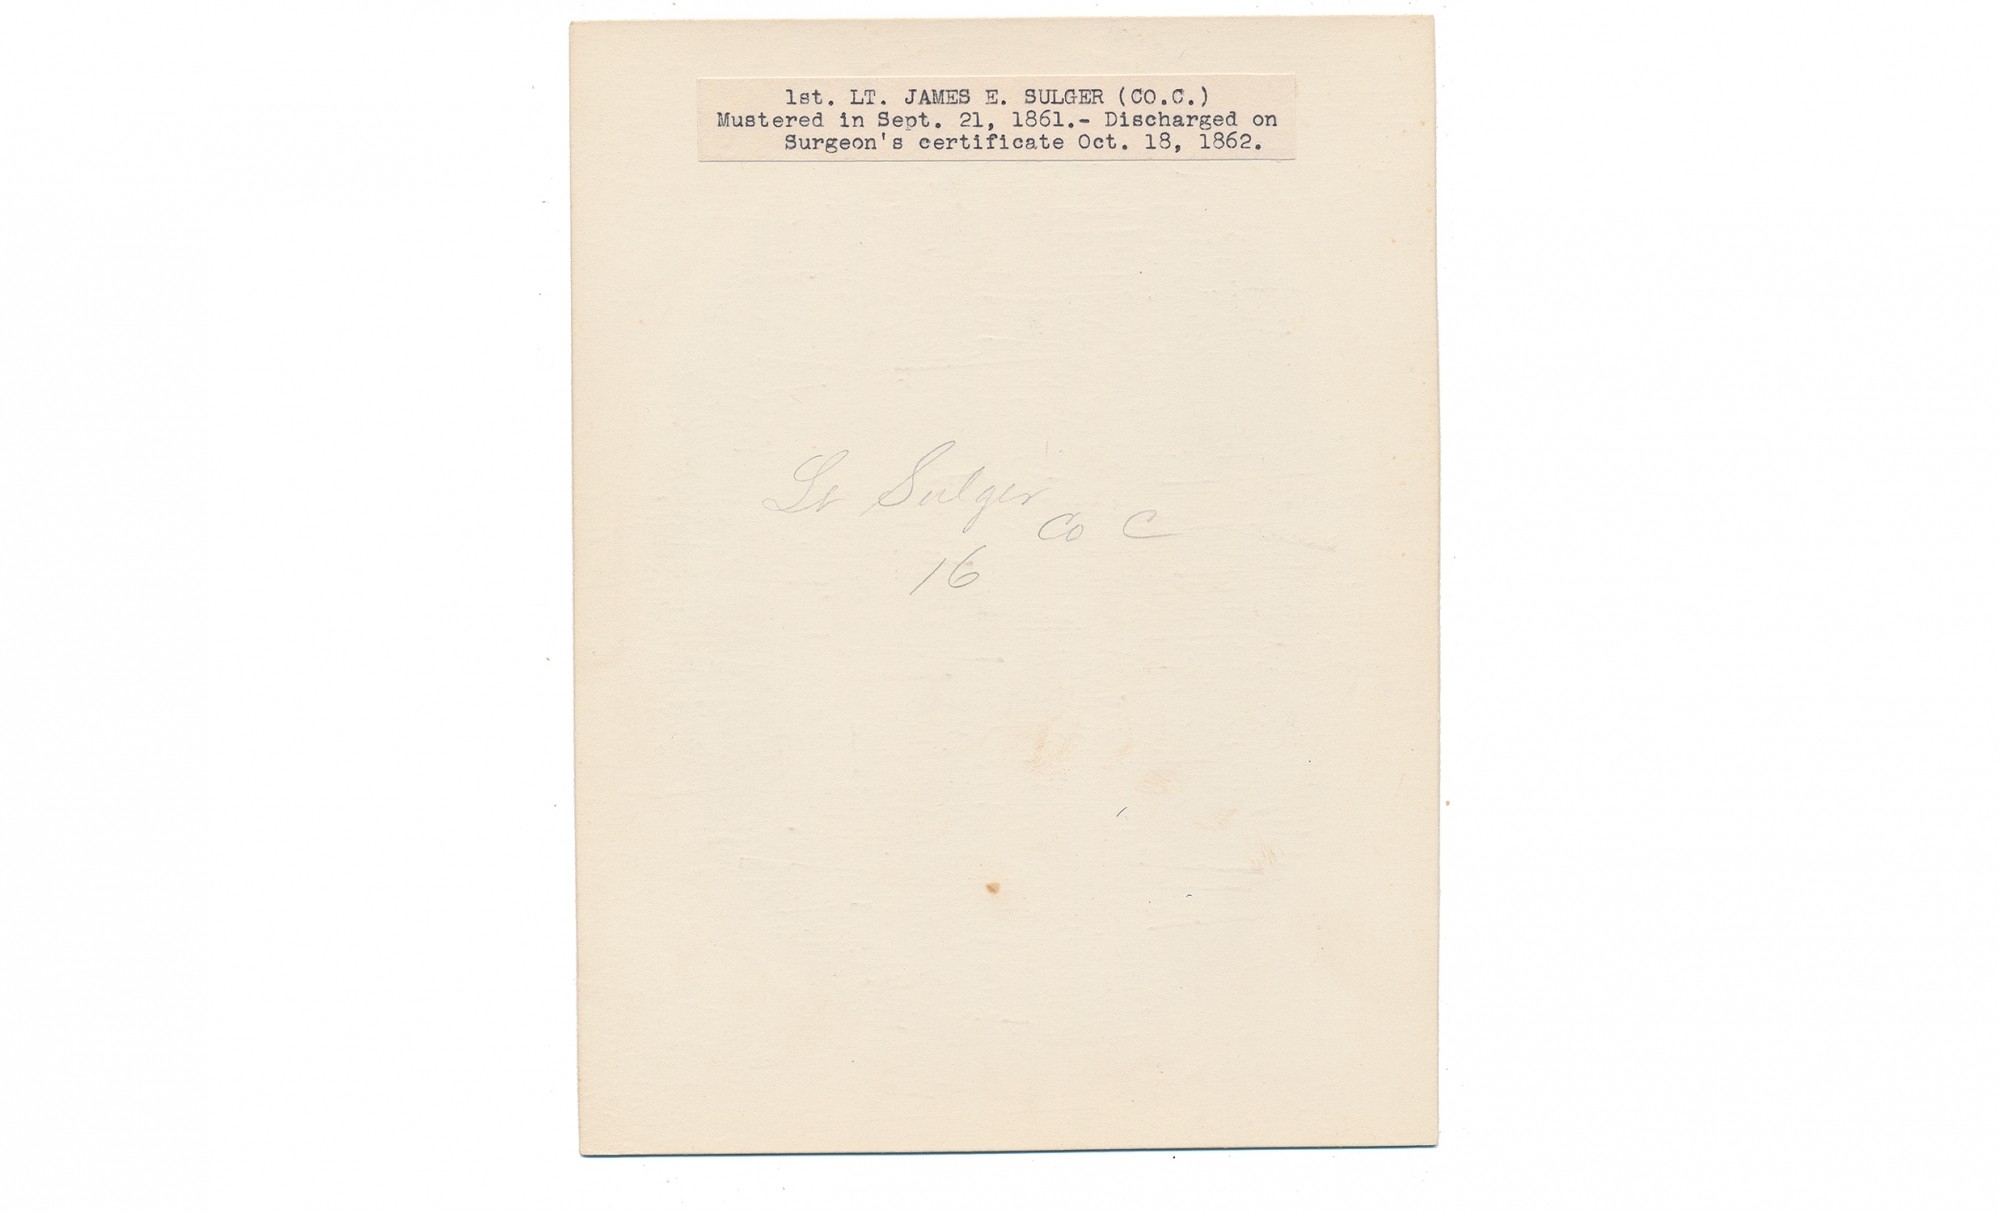 1st. LT. JAMES E. SULGER (CO.C.)
Mustered in Sept. 21, 1861.- Discharged on
Surgeon's certificate Oct. 18, 1862.
Lt Sulger
Co C
16